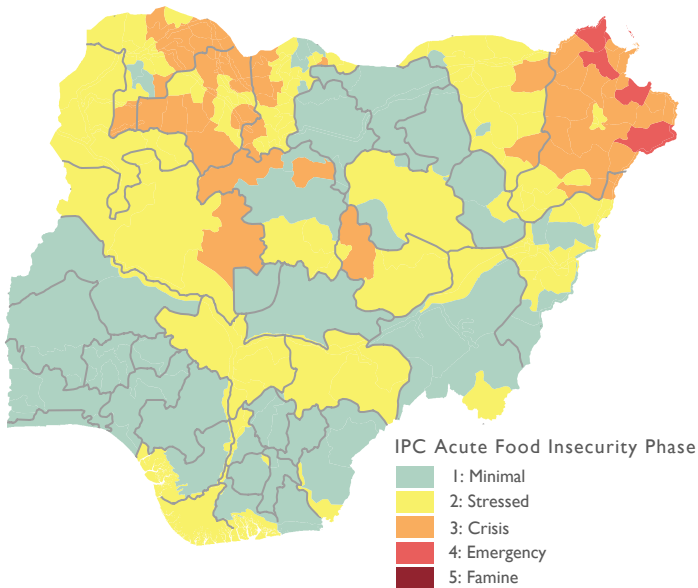 IPC Acute Food Insecurity Phase
1: Minimal
2: Stressed
3: Crisis
4: Emergency
5: Famine